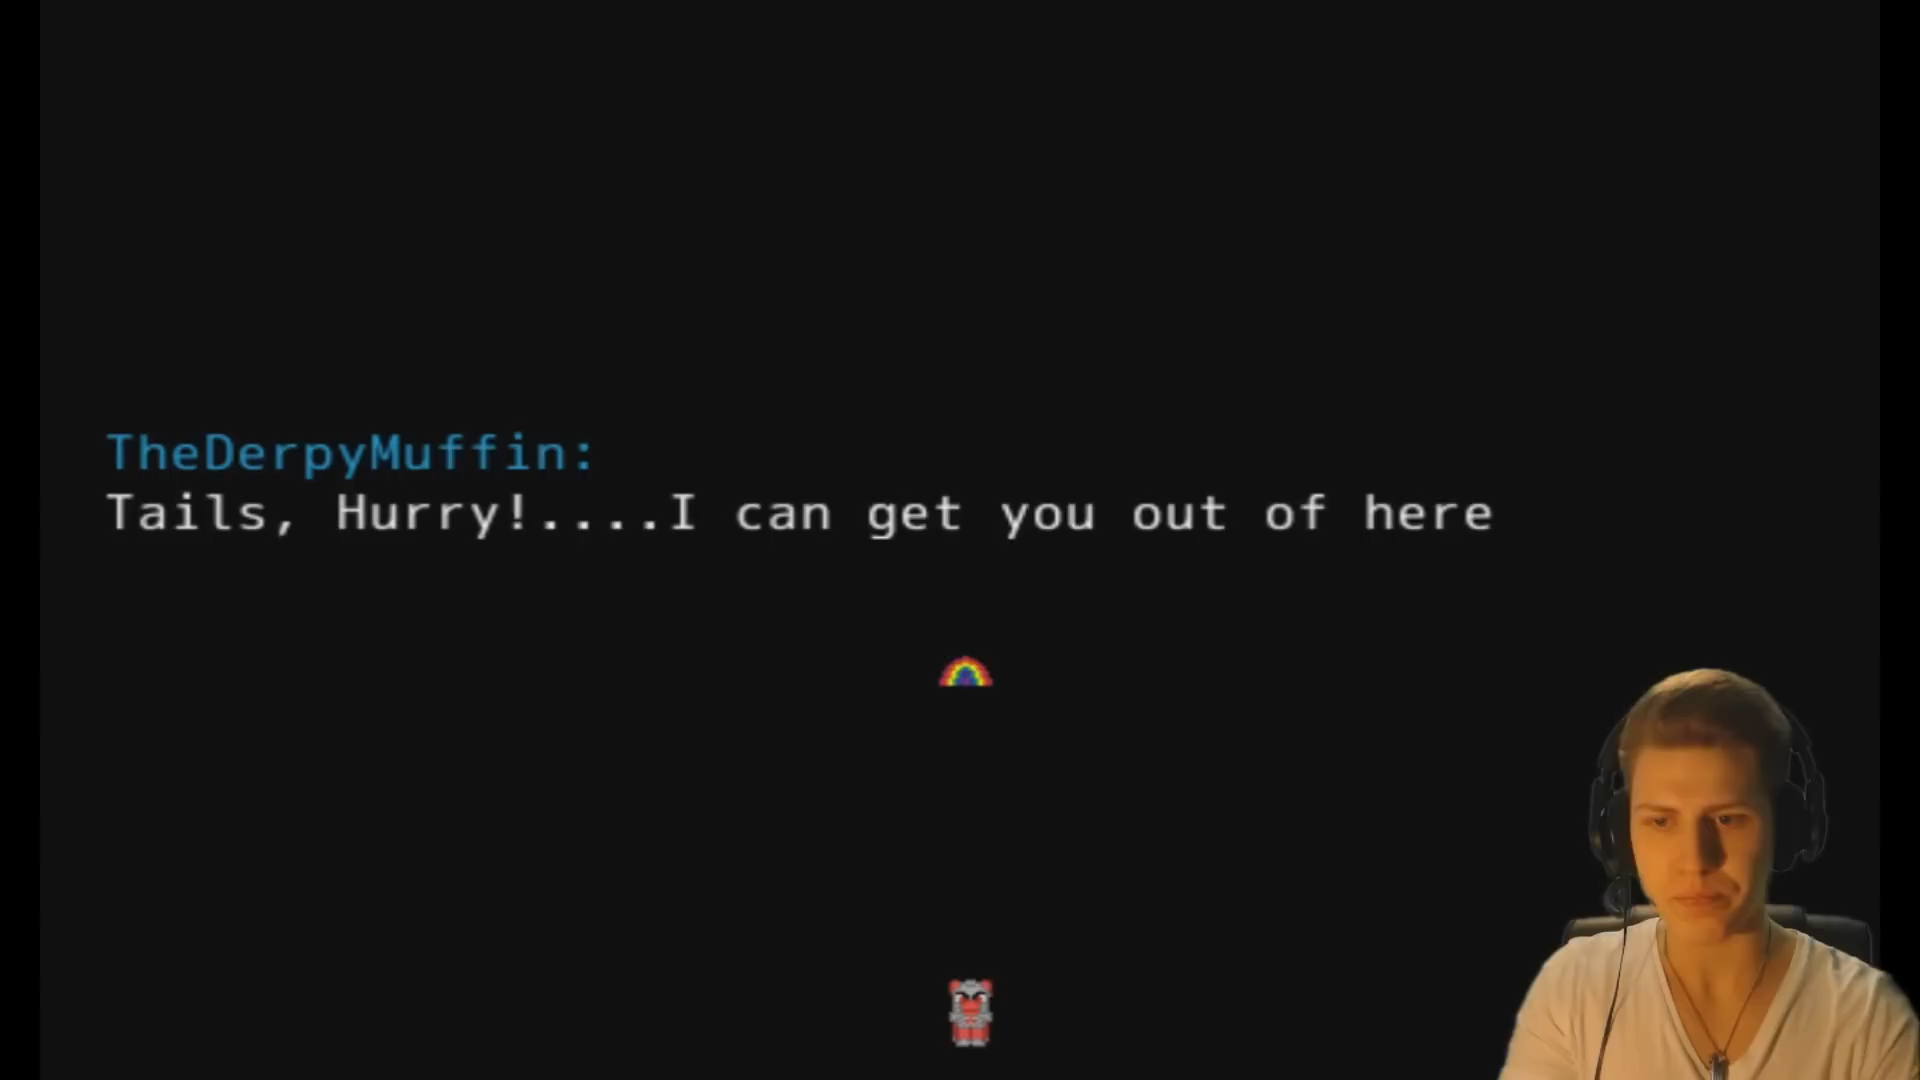 TheDerpyMuffin:
Tails, Hurry!....I can get you out of here